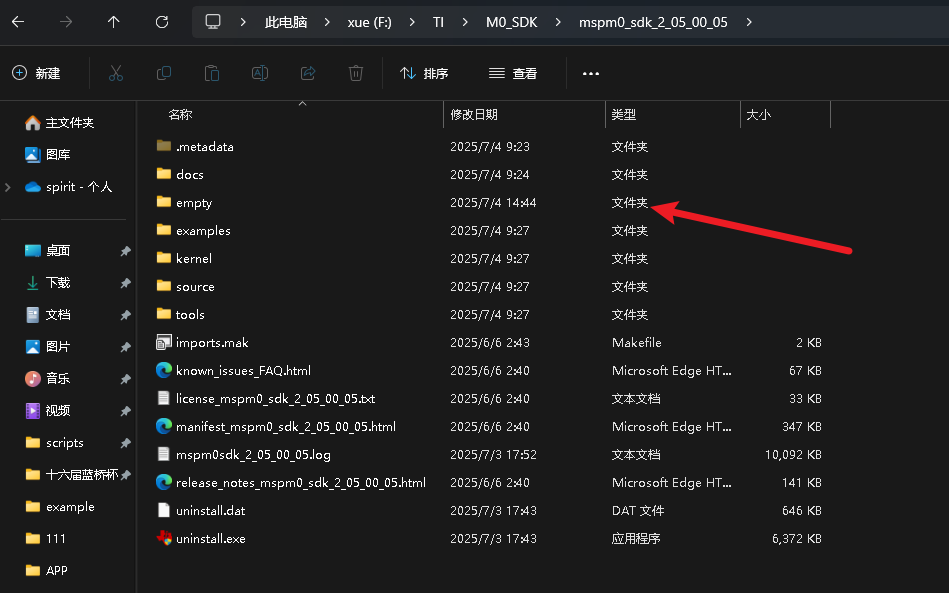 此电脑 xue (F:) TI M0_SDK mspm0_sdk_2_05_00_05
新建 排序 查看
名称 修改日期 类型 大小
主文件夹
图库
spirit - 个人
桌面
下载
文档
图片
音乐
视频
scripts
十六届蓝桥杯
example
111
APP
.metadata 2025/7/4 9:23 文件夹
docs 2025/7/4 9:24 文件夹
empty 2025/7/4 14:44 文件夹
examples 2025/7/4 9:27 文件夹
kernel 2025/7/4 9:27 文件夹
source 2025/7/4 9:27 文件夹
tools 2025/7/4 9:27 文件夹
imports.mak 2025/6/6 2:43 Makefile 2 KB
known_issues_FAQ.html 2025/6/6 2:40 Microsoft Edge HT... 67 KB
license_mspm0_sdk_2_05_00_05.txt 2025/6/6 2:40 文本文档 33 KB
manifest_mspm0_sdk_2_05_00_05.html 2025/6/6 2:40 Microsoft Edge HT... 347 KB
mspm0sdk_2_05_00_05.log 2025/7/3 17:52 文本文档 10,092 KB
release_notes_mspm0_sdk_2_05_00_05.html 2025/6/6 2:40 Microsoft Edge HT... 141 KB
uninstall.dat 2025/7/3 17:43 DAT 文件 646 KB
uninstall.exe 2025/7/3 17:43 应用程序 6,372 KB